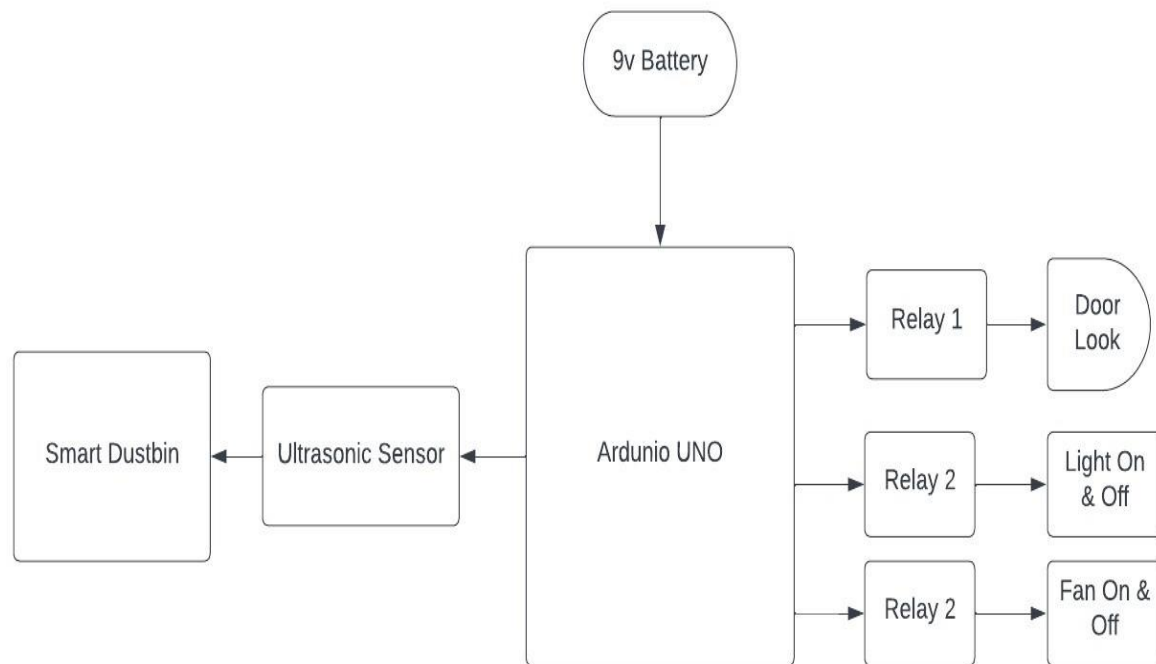 9v Battery
Relay 1
Door
Look
Smart Dustbin
Ultrasonic Sensor
Ardunio UNO
Relay 2
Light On
& Off
Relay 2
Fan On &
Off